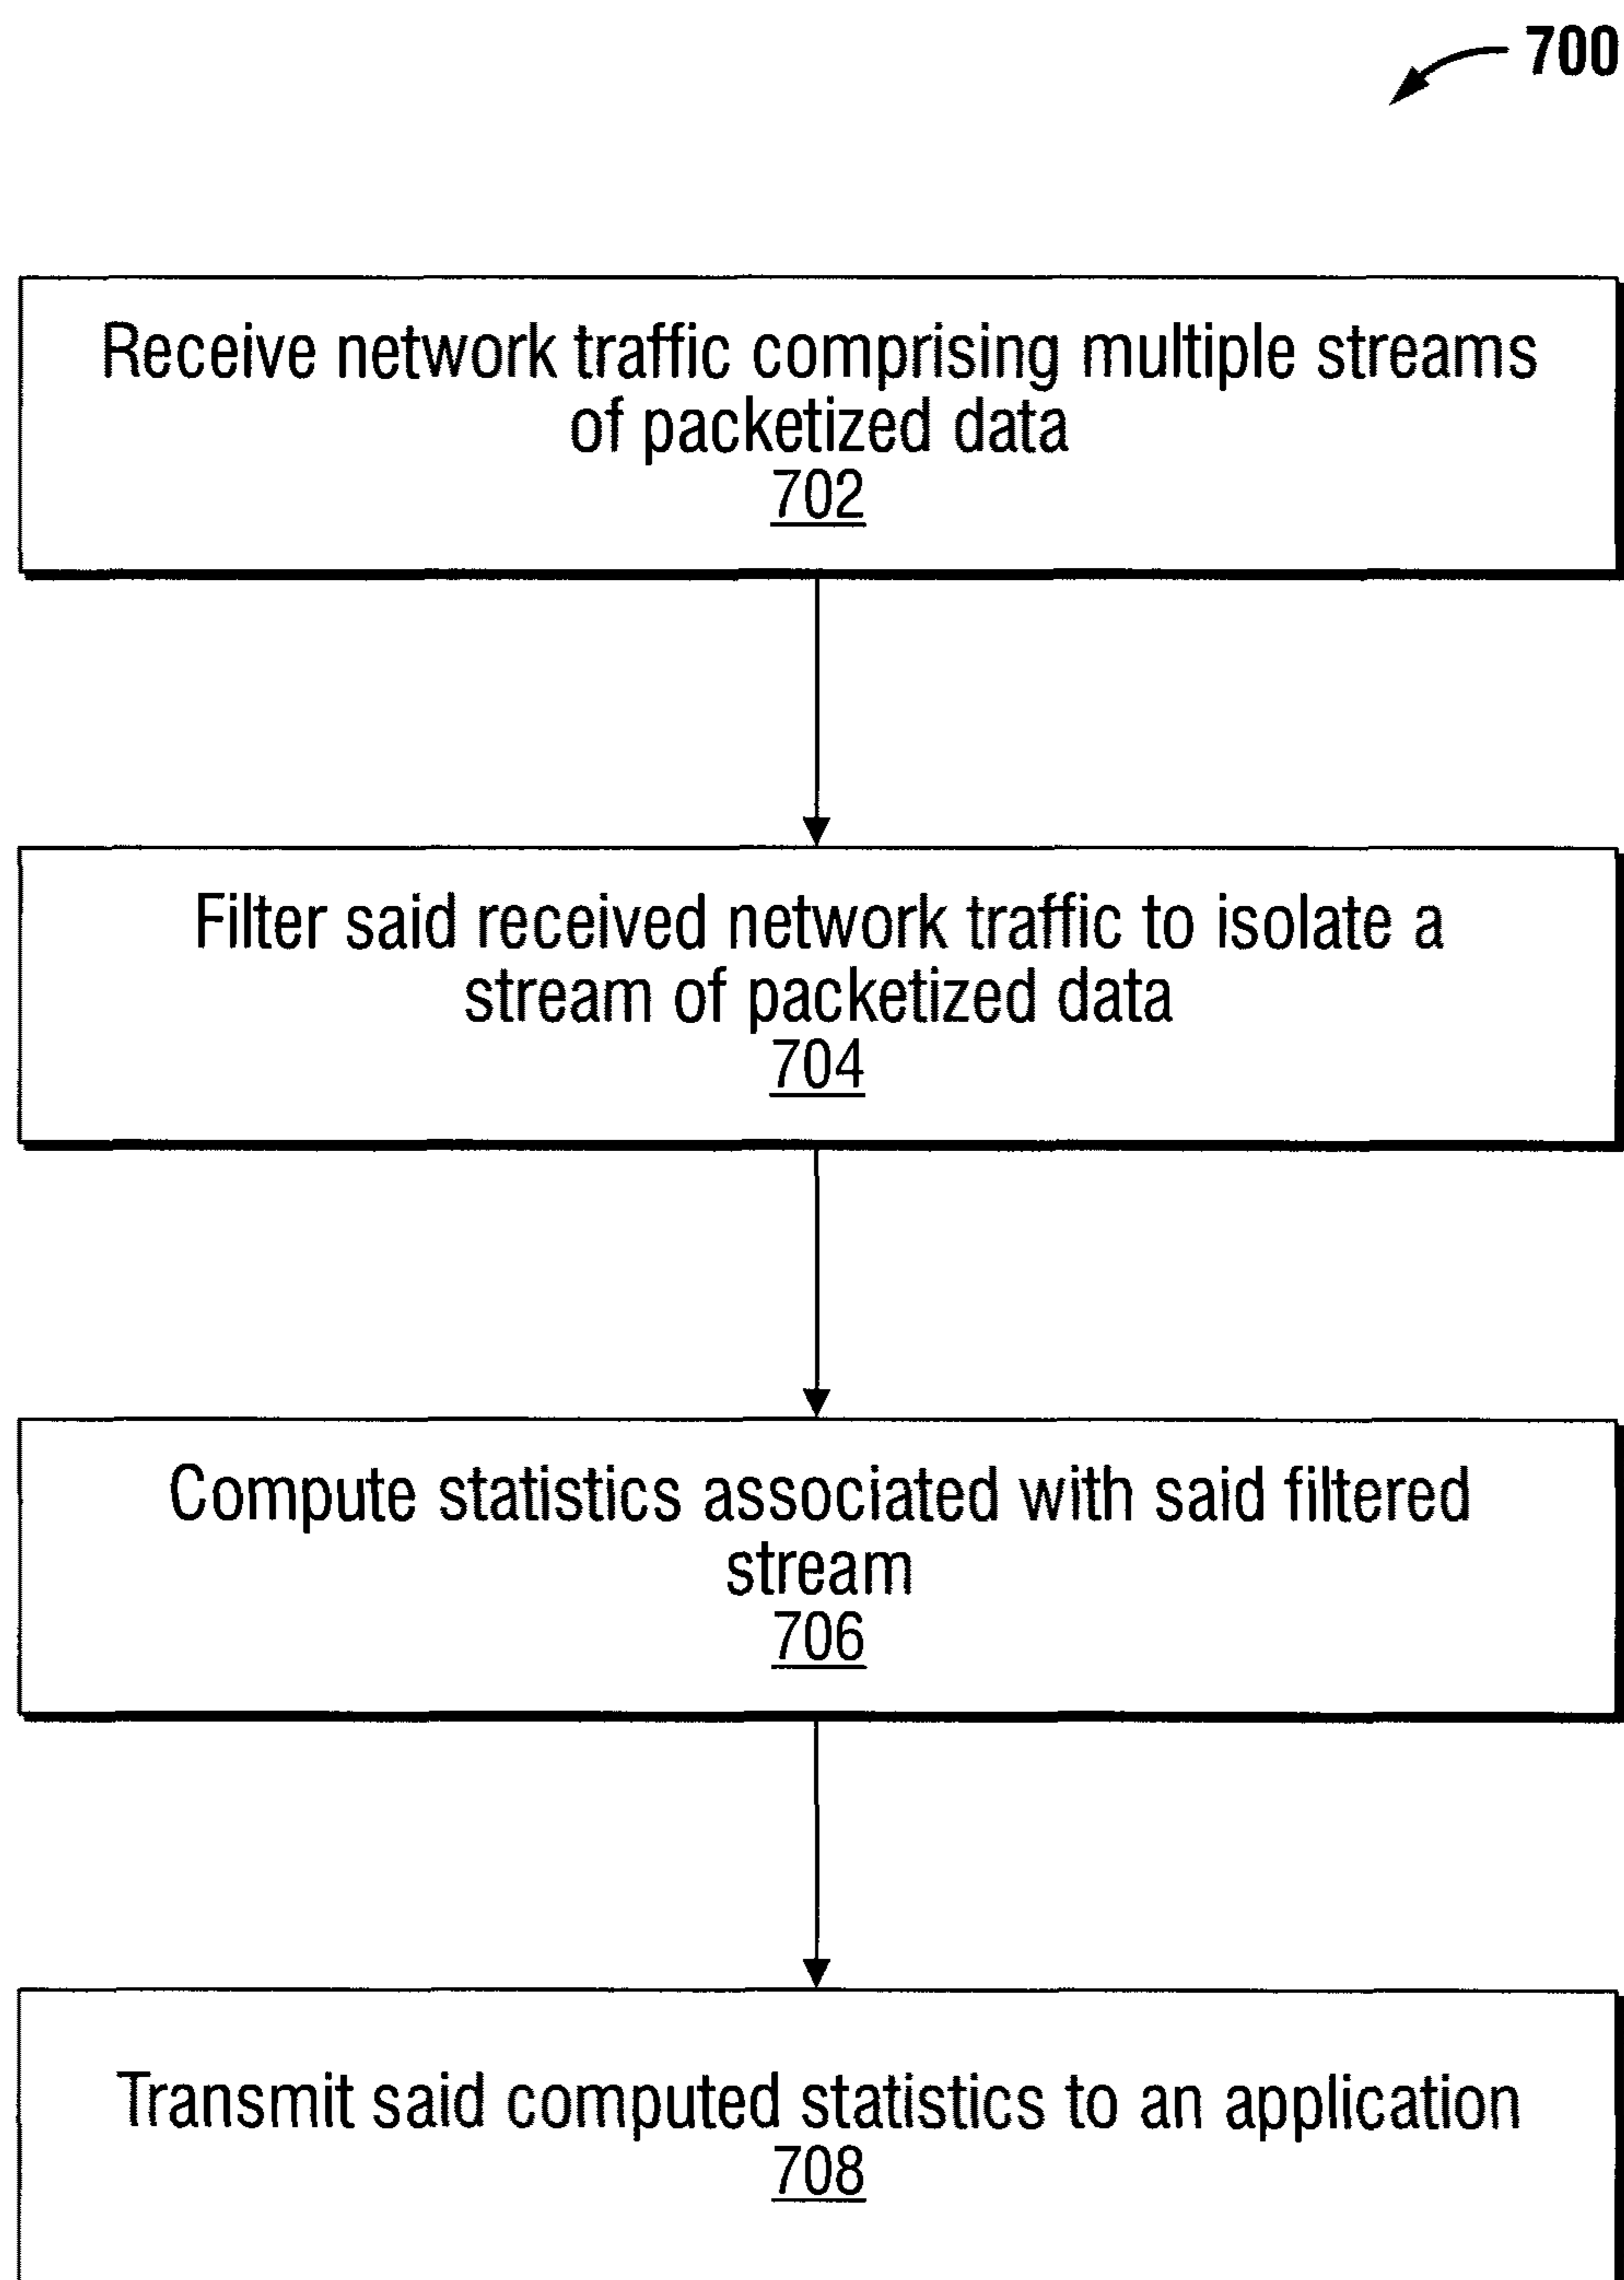 700
Receive network traffic comprising multiple streams
of packetized data
702
Filter said received network traffic to isolate a
stream of packetized data
704
Compute statistics associated with said filtered
stream
706
Transmit said computed statistics to an application
708